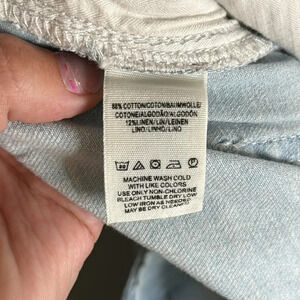 88% COTTON/COTON/BAUMWOLLE/
COTONE/ALGODÃO/ALGODÓN
12% LINEN/LIN/LEINEN
LINO/LINHO/LINO
MACHINE WASH COLD
WITH LIKE COLORS
USE ONLY NON-CHLORINE
BLEACH TUMBLE DRY LOW
LOW IRON AS NEEDED
MAY BE DRY CLEANED